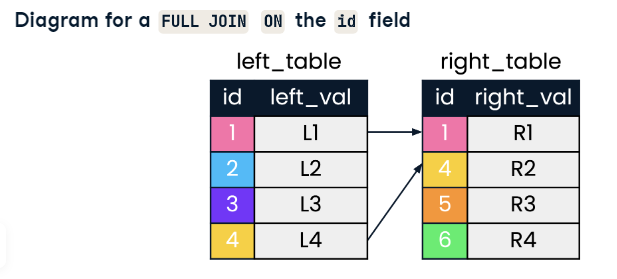 Diagram for a FULL JOIN ON the id field
left_table right_table
id left_val id right_val
1 L1 1 R1
2 L2 4 R2
3 L3 5 R3
4 L4 6 R4